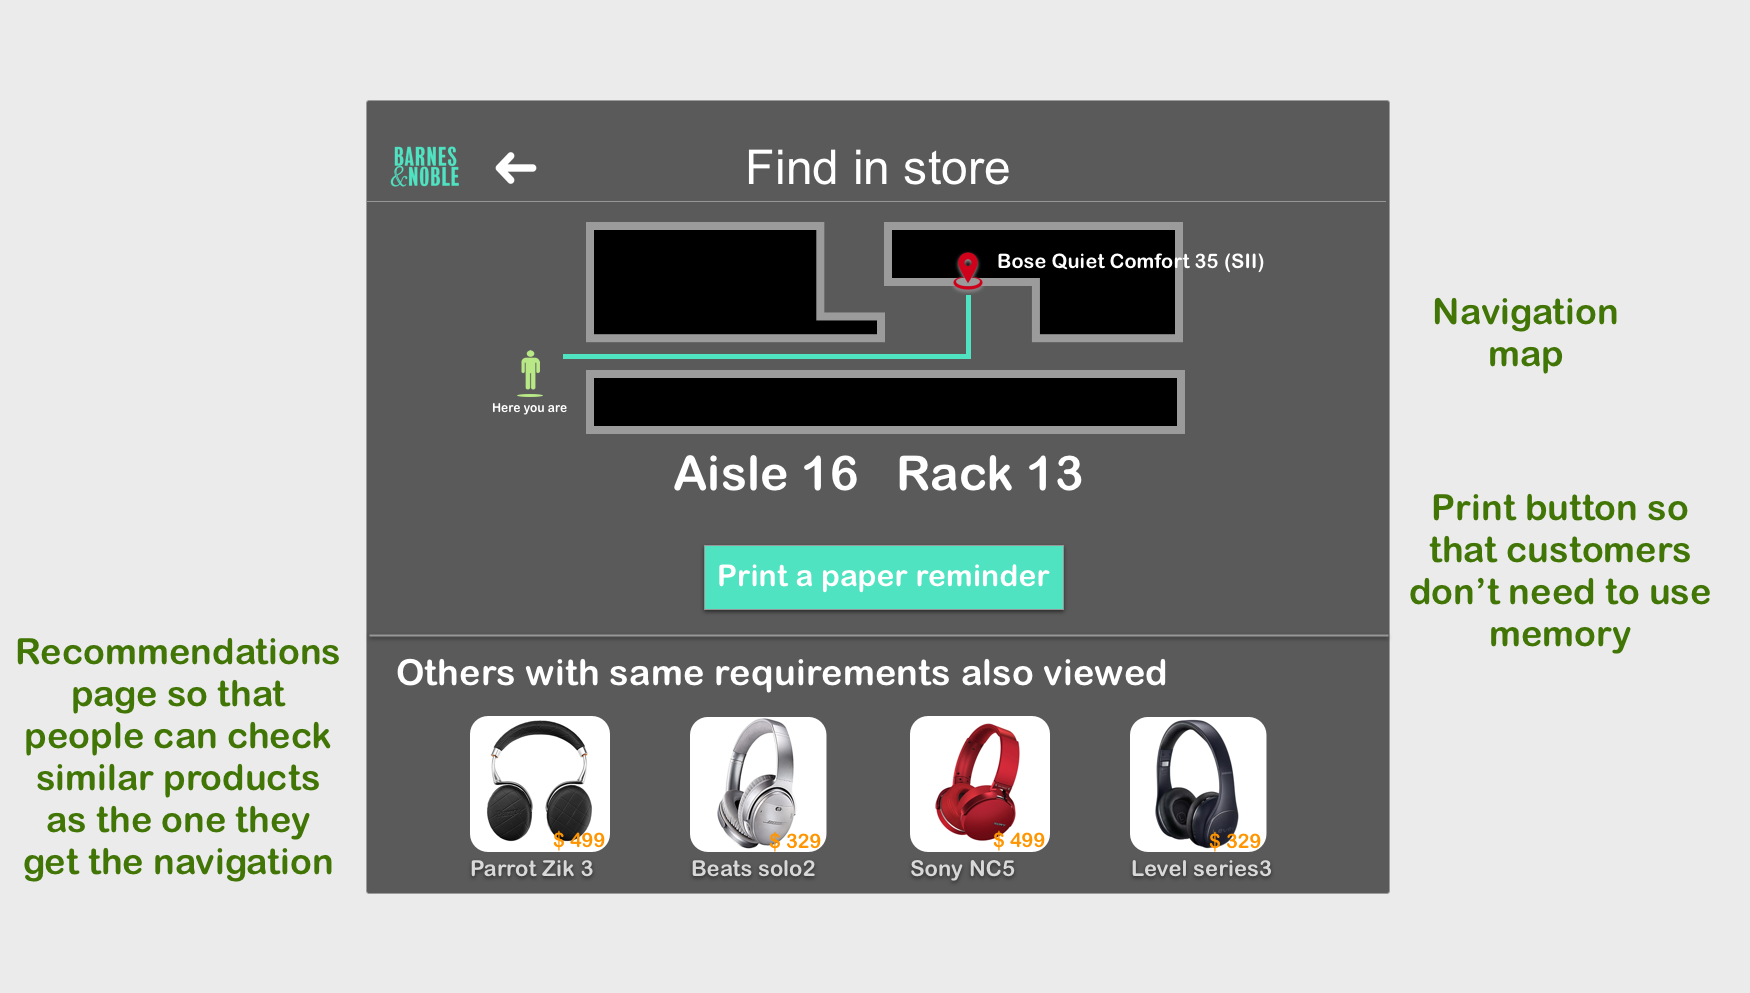 BARNES
&NOBLE
Find in store
Bose Quiet Comfort 35 (SII)
Here you are
Aisle 16 Rack 13
Print a paper reminder
Others with same requirements also viewed
$ 499
$ 329
$ 499
$ 329
Parrot Zik 3
Beats solo2
Sony NC5
Level series3
Navigation
map
Print button so
that customers
don’t need to use
memory
Recommendations
page so that
people can check
similar products
as the one they
get the navigation